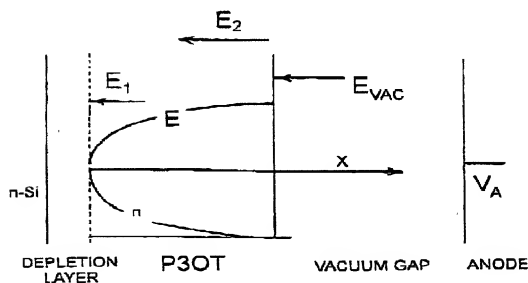 E2
E1
E
EVAC
x
n-Si
n
VA
DEPLETION
LAYER
P3OT
VACUUM GAP
ANODE